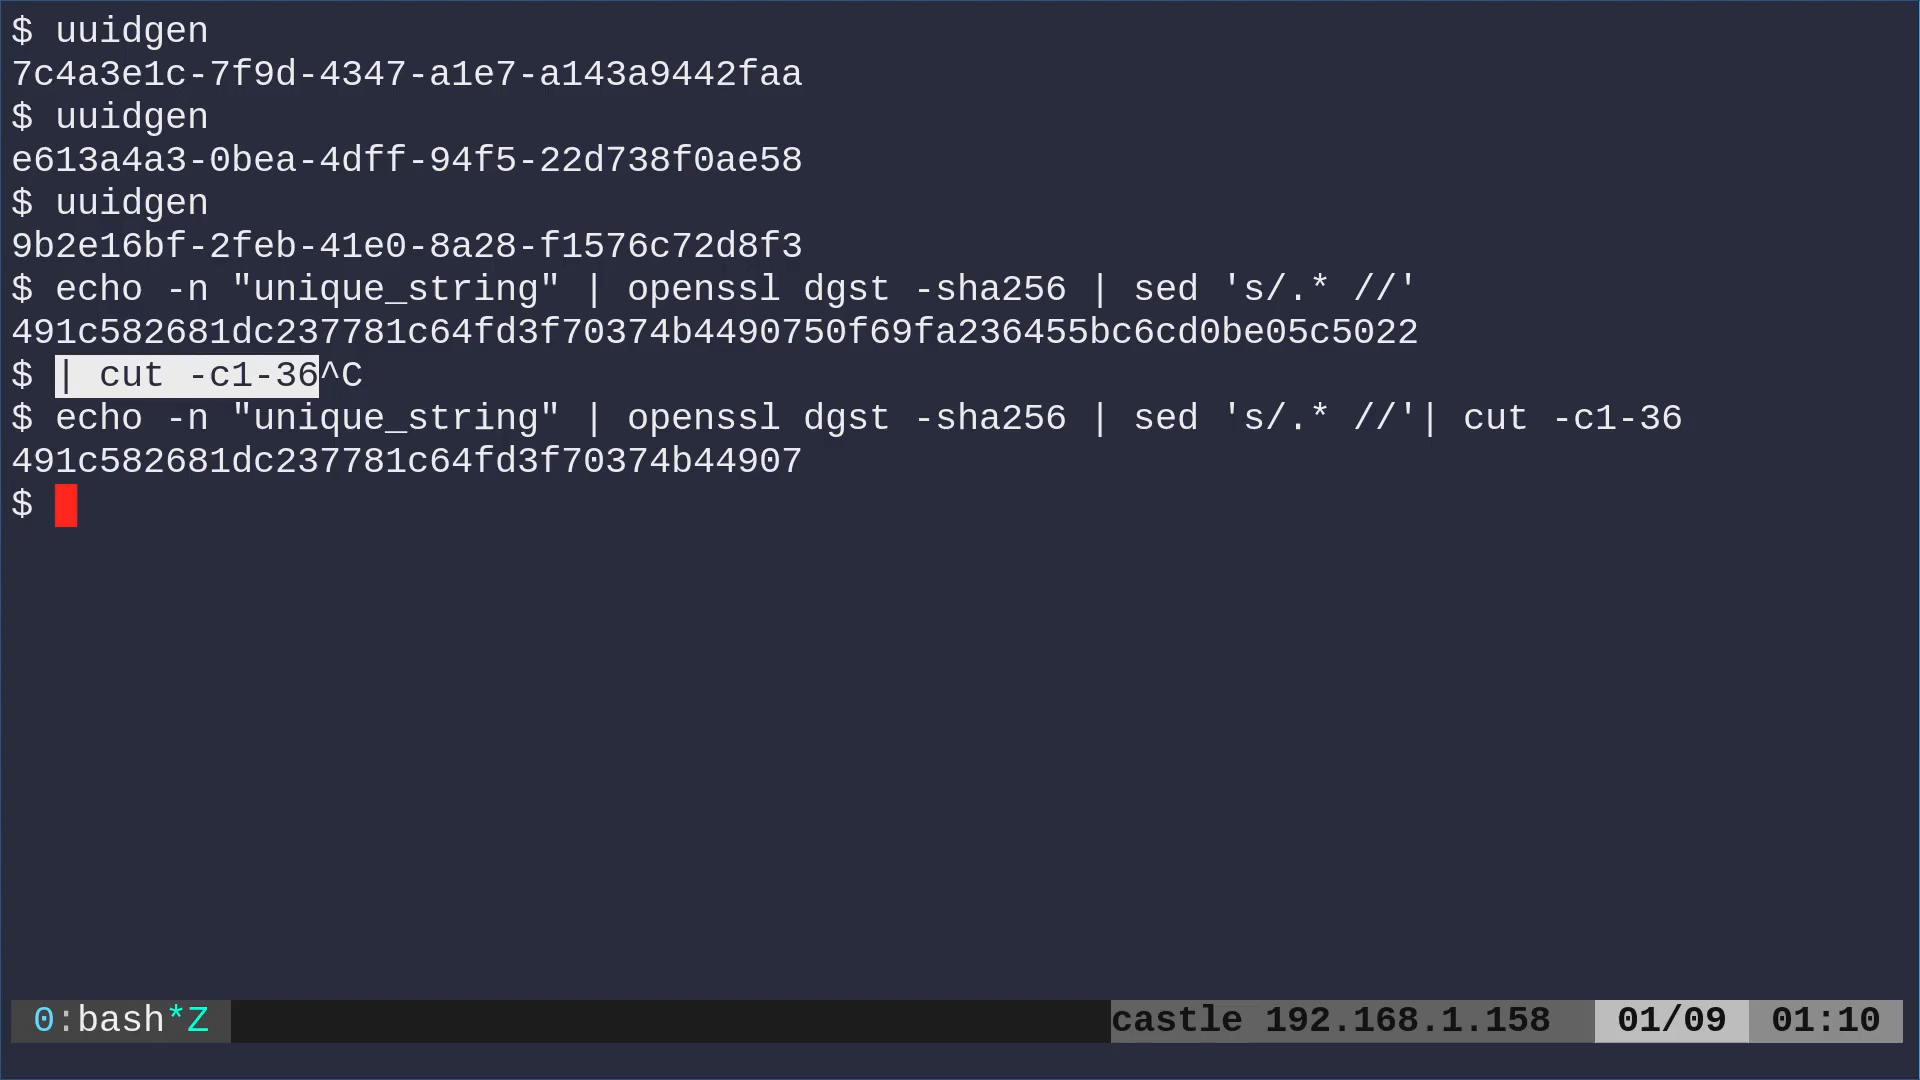 $ uuidgen
7c4a3e1c-7f9d-4347-a1e7-a143a9442faa
$ uuidgen
e613a4a3-0bea-4dff-94f5-22d738f0ae58
$ uuidgen
9b2e16bf-2feb-41e0-8a28-f1576c72d8f3
$ echo -n "unique_string" | openssl dgst -sha256 | sed 's/.* //'
491c582681dc237781c64fd3f70374b4490750f69fa236455bc6cd0be05c5022
$ | cut -c1-36^C
$ echo -n "unique_string" | openssl dgst -sha256 | sed 's/.* //'| cut -c1-36
491c582681dc237781c64fd3f70374b44907
$
0:bash*Z castle 192.168.1.158 01/09 01:10